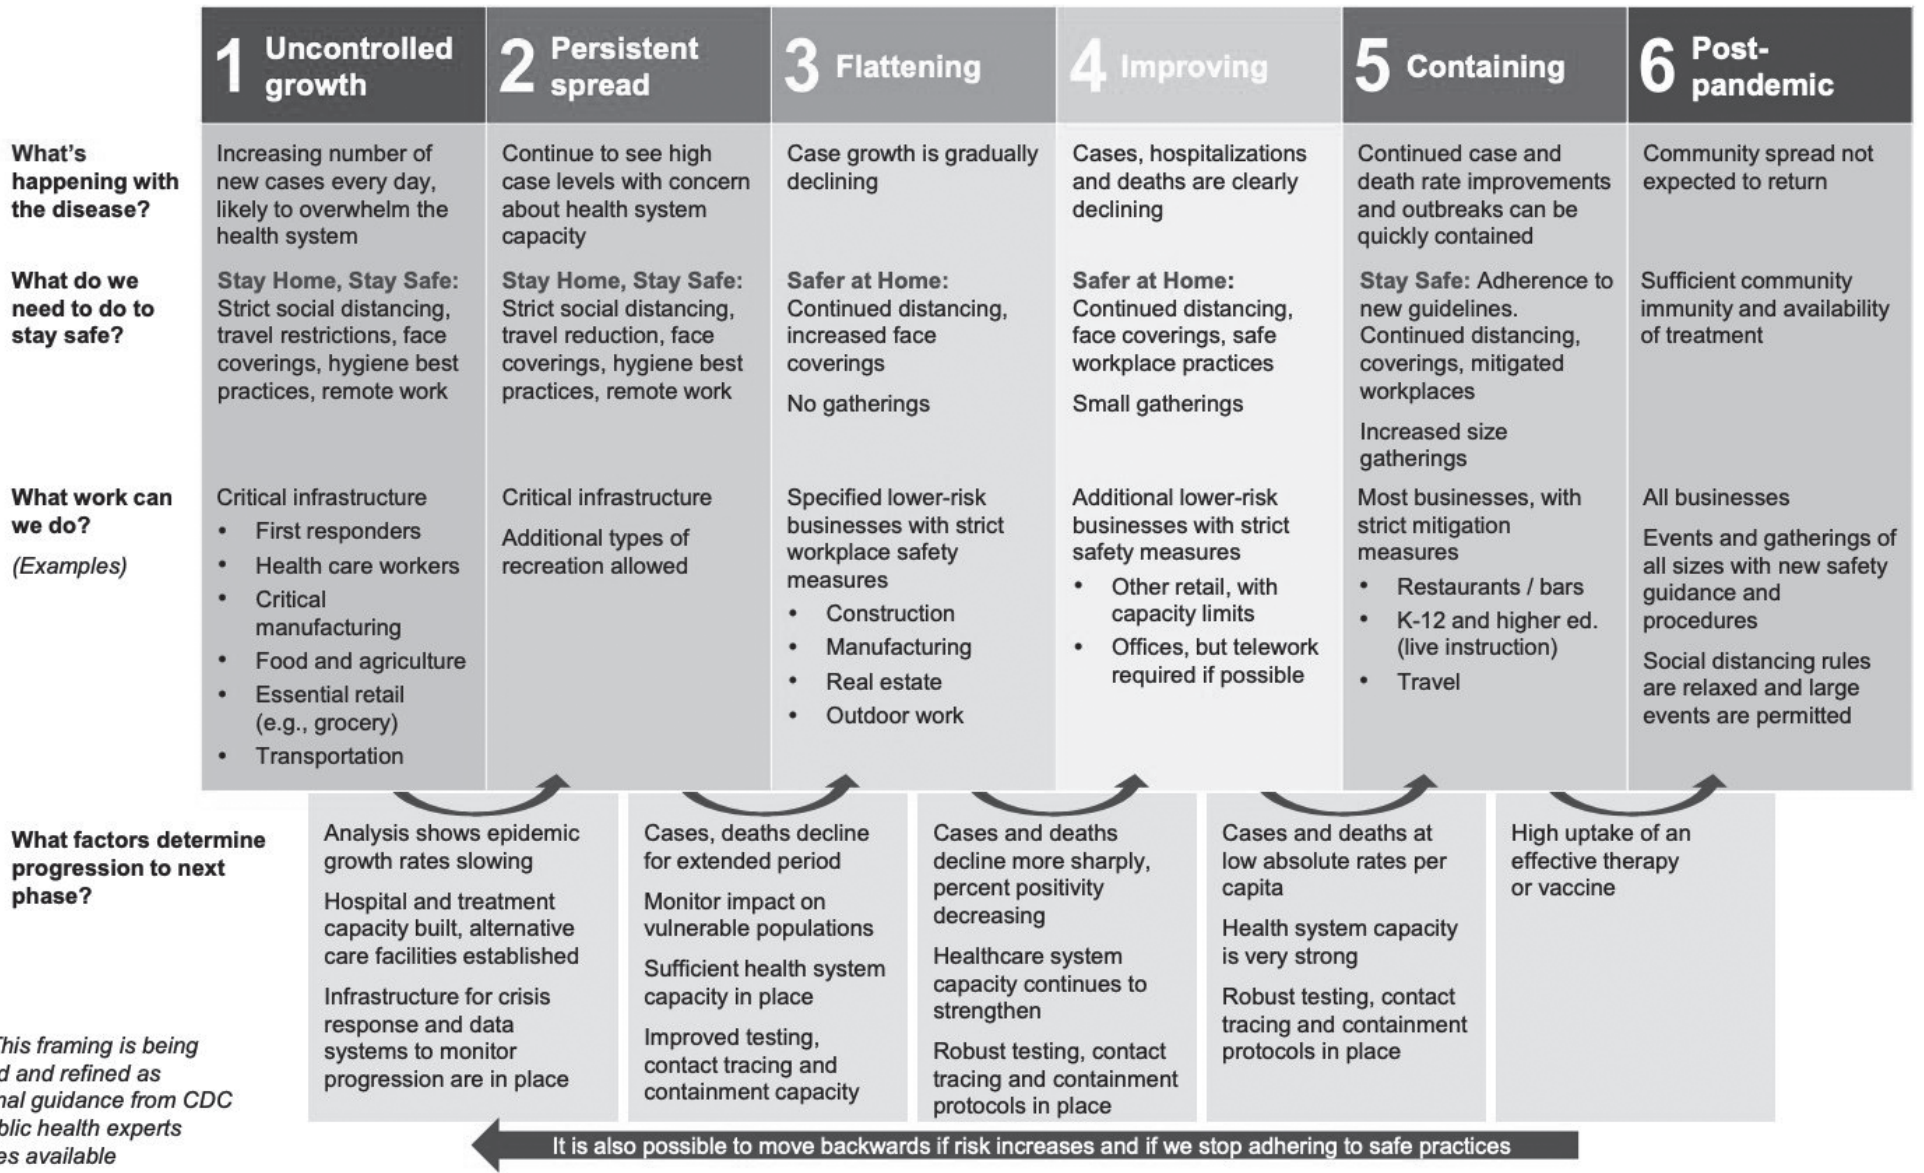 1 Uncontrolled
growth
2 Persistent
spread
3 Flattening
4 Improving
5 Containing
6 Post-
pandemic
What's
happening with
the disease?
Increasing number of
new cases every day,
likely to overwhelm the
health system
Continue to see high
case levels with concern
about health system
capacity
Case growth is gradually
declining
Cases, hospitalizations
and deaths are clearly
declining
Continued case and
death rate improvements
and outbreaks can be
quickly contained
Community spread not
expected to return
What do we
need to do to
stay safe?
Stay Home, Stay Safe:
Strict social distancing,
travel restrictions, face
coverings, hygiene best
practices, remote work
Stay Home, Stay Safe:
Strict social distancing,
travel reduction, face
coverings, hygiene best
practices, remote work
Safer at Home:
Continued distancing,
increased face
coverings
No gatherings
Safer at Home:
Continued distancing,
face coverings, safe
workplace practices
Small gatherings
Stay Safe: Adherence to
new guidelines.
Continued distancing,
coverings, mitigated
workplaces
Increased size
gatherings
Sufficient community
immunity and availability
of treatment
What work can
we do?
(Examples)
Critical infrastructure
• First responders
• Health care workers
• Critical
manufacturing
• Food and agriculture
• Essential retail
(e.g., grocery)
• Transportation
Critical infrastructure
Additional types of
recreation allowed
Specified lower-risk
businesses with strict
workplace safety
measures
• Construction
• Manufacturing
• Real estate
• Outdoor work
Additional lower-risk
businesses with strict
safety measures
• Other retail, with
capacity limits
• Offices, but telework
required if possible
Most businesses, with
strict mitigation
measures
• Restaurants / bars
• K-12 and higher ed.
(live instruction)
• Travel
All businesses
Events and gatherings of
all sizes with new safety
guidance and
procedures
Social distancing rules
are relaxed and large
events are permitted
What factors determine
progression to next
phase?
Analysis shows epidemic
growth rates slowing
Hospital and treatment
capacity built, alternative
care facilities established
Infrastructure for crisis
response and data
systems to monitor
progression are in place
Cases, deaths decline
for extended period
Monitor impact on
vulnerable populations
Sufficient health system
capacity in place
Improved testing,
contact tracing and
containment capacity
Cases and deaths
decline more sharply,
percent positivity
decreasing
Healthcare system
capacity continues to
strengthen
Robust testing, contact
tracing and containment
protocols in place
Cases and deaths at
low absolute rates per
capita
Health system capacity
is very strong
Robust testing, contact
tracing and containment
protocols in place
High uptake of an
effective therapy
or vaccine
This framing is being
d and refined as
nal guidance from CDC
blic health experts
es available
It is also possible to move backwards if risk increases and if we stop adhering to safe practices